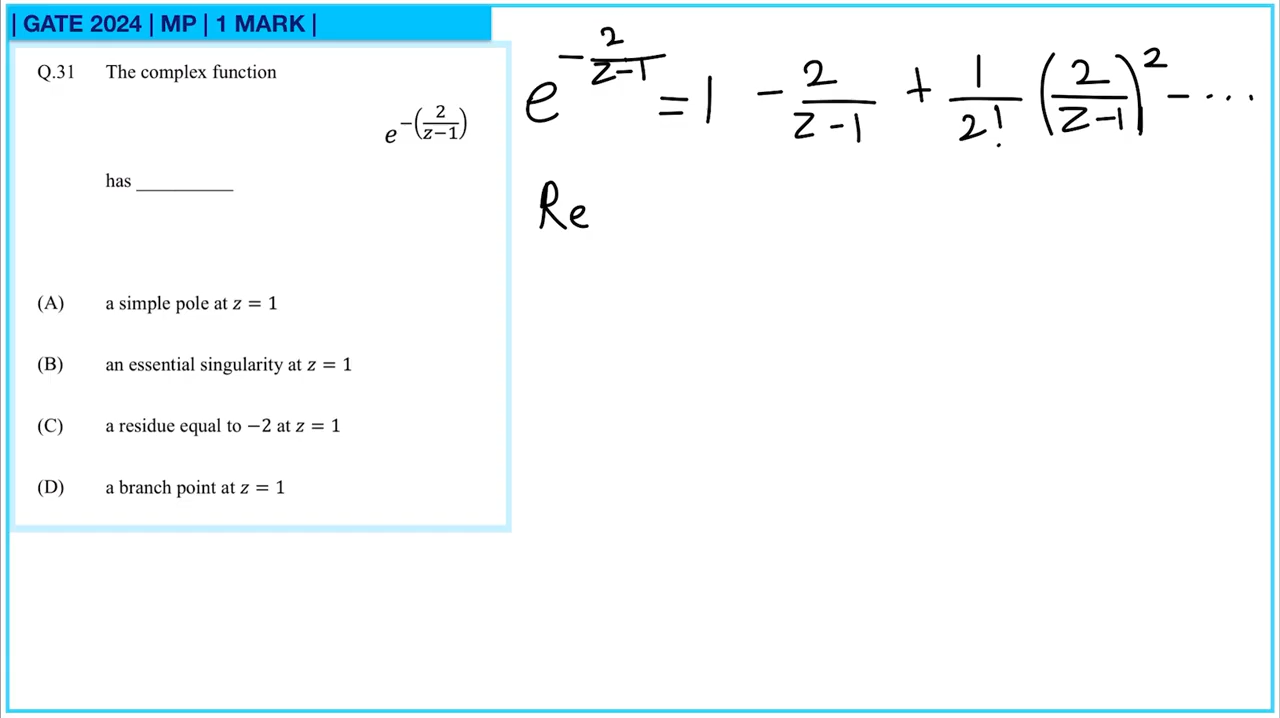 | GATE 2024 | MP | 1 MARK |
Q.31 The complex function
e^{-(2/(z−1))}
has __________
(A) a simple pole at z = 1
(B) an essential singularity at z = 1
(C) a residue equal to −2 at z = 1
(D) a branch point at z = 1
e^{-2/(z-1)} = 1 - 2/(z-1) + 1/2! (2/(z-1))^2 - ...
Re